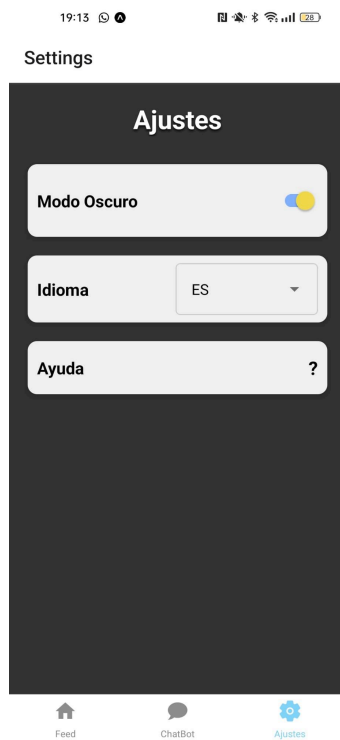 19:13
28
Settings
Ajustes
Modo Oscuro
Idioma ES
Ayuda ?
Feed ChatBot Ajustes